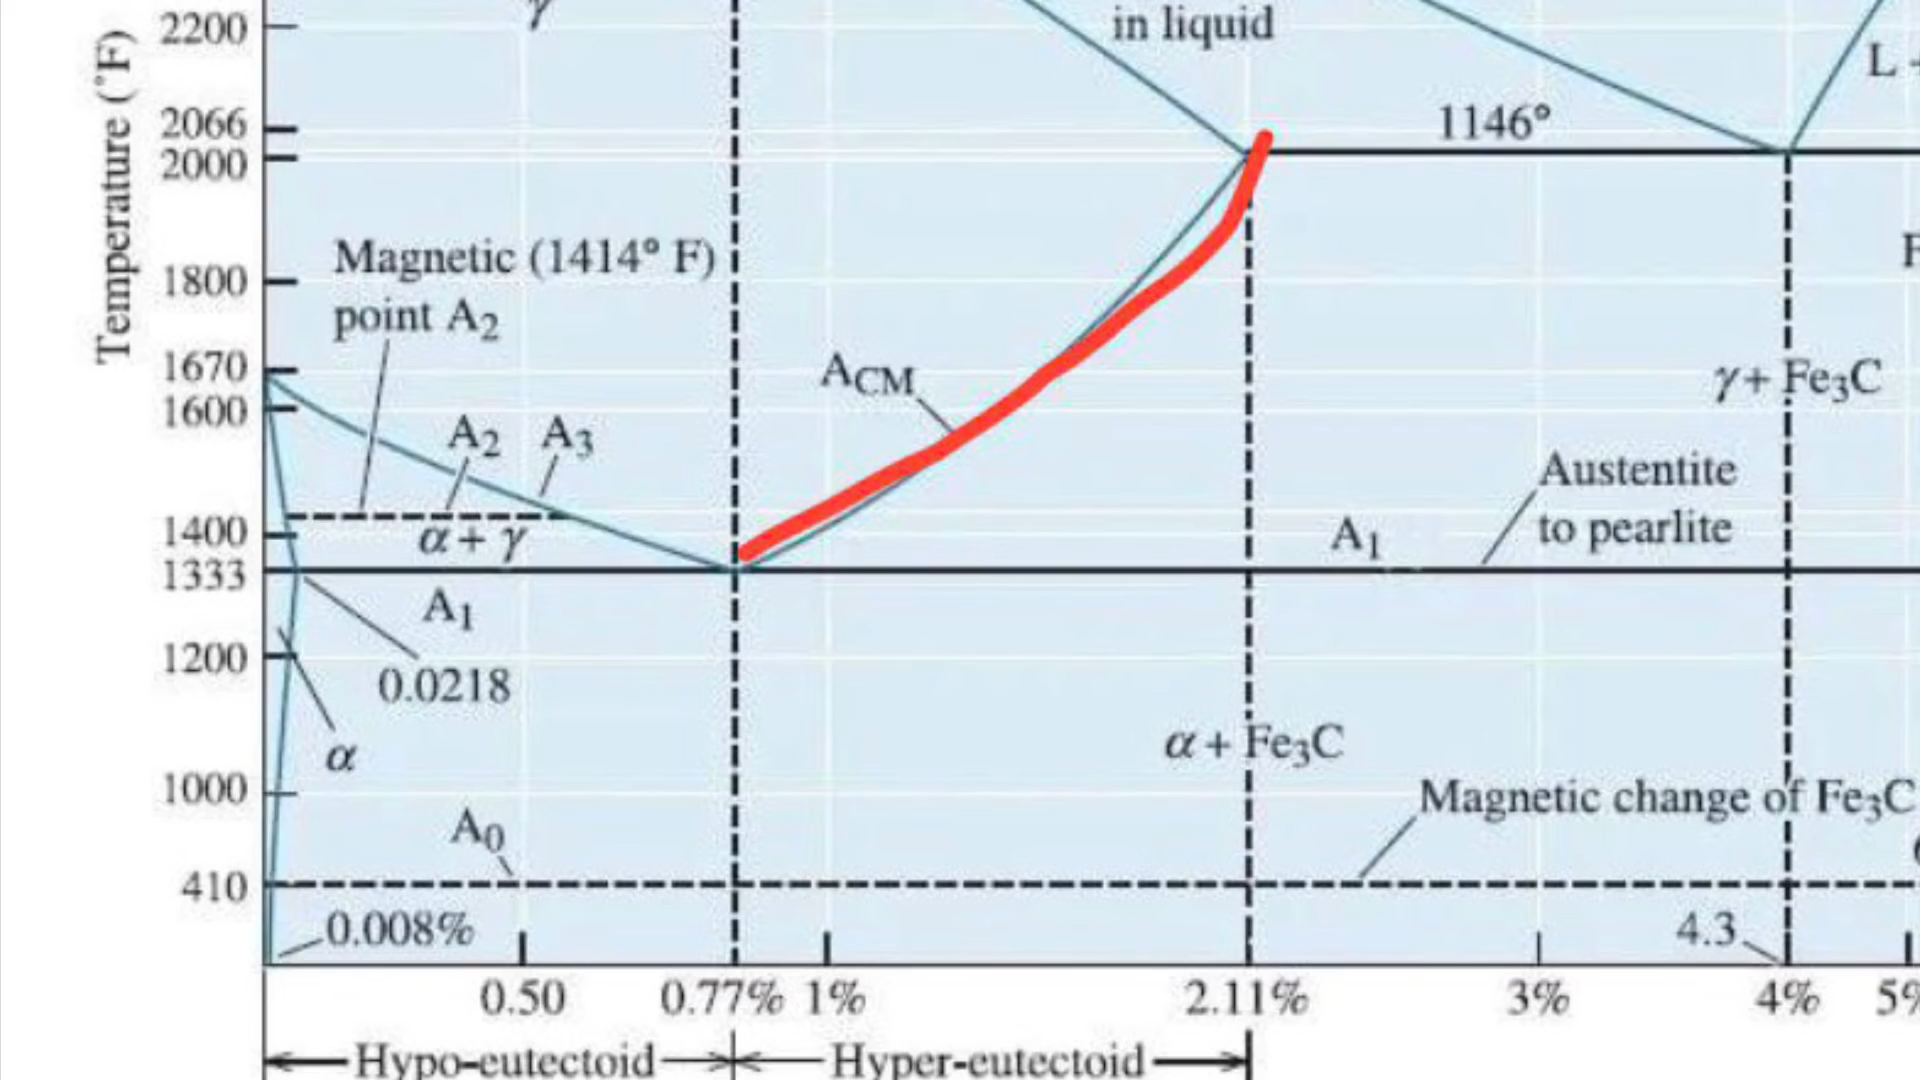 γ
in liquid
L +
2200
2066
1146°
2000
Temperature (°F)
Magnetic (1414° F)
point A2
1800
1670
ACM
γ + Fe3C
1600
A2
A3
Austentite
to pearlite
1400
α + γ
A1
1333
A1
1200
0.0218
α
α + Fe3C
1000
Magnetic change of Fe3C
A0
410
0.008%
4.3
0.50
0.77%
1%
2.11%
3%
4%
5%
Hypo-eutectoid
Hyper-eutectoid